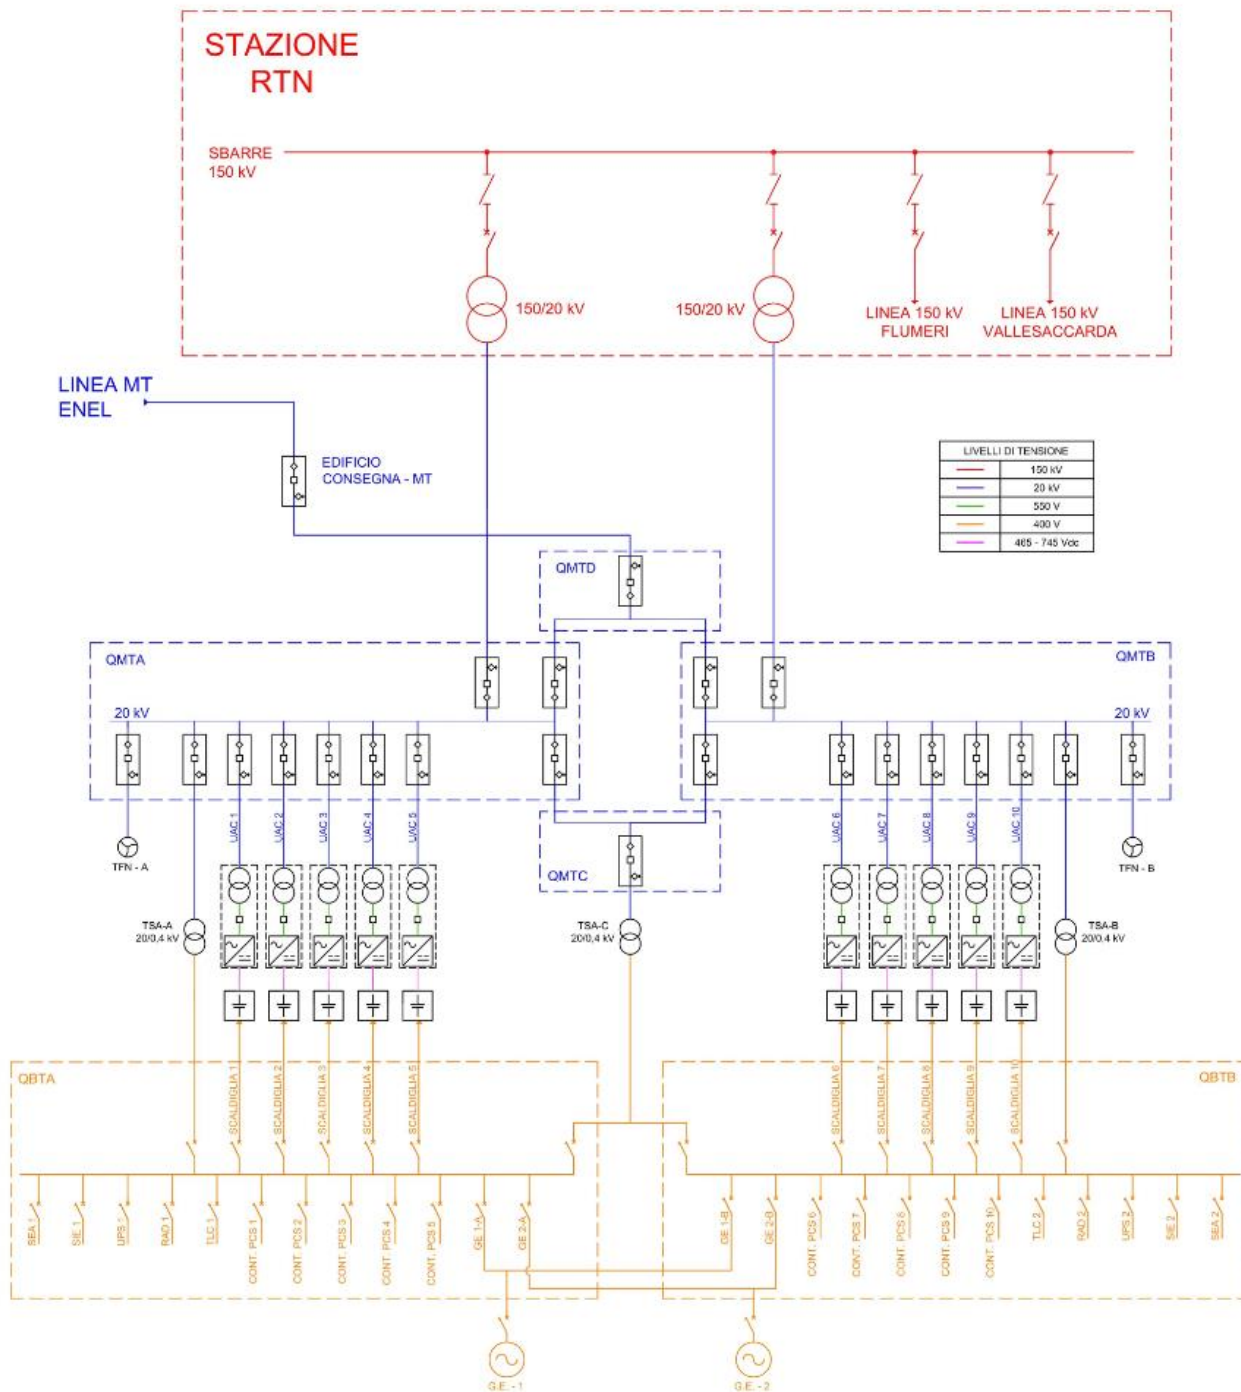 STAZIONE
RTN
SBARRE
150 kV
150/20 kV
150/20 kV
LINEA 150 kV
FLUMERI
LINEA 150 kV
VALLESACCARDA
LINEA MT
ENEL
EDIFICIO
CONSEGNA - MT
LIVELLI DI TENSIONE
150 kV
20 kV
550 V
400 V
465 - 745 Vdc
QMTD
QMTA
QMTB
20 kV
20 kV
UAC 1
UAC 2
UAC 3
UAC 4
UAC 5
UAC 6
UAC 7
UAC 8
UAC 9
UAC 10
QMTC
TFN - A
TFN - B
TSA-A
20/0,4 kV
TSA-C
20/0,4 kV
TSA-B
20/0,4 kV
QBTA
QBTB
SCALDIGLIA 1
SCALDIGLIA 2
SCALDIGLIA 3
SCALDIGLIA 4
SCALDIGLIA 5
SCALDIGLIA 6
SCALDIGLIA 7
SCALDIGLIA 8
SCALDIGLIA 9
SCALDIGLIA 10
SEA 1
SIE 1
UPS 1
RAD 1
TLC 1
CONT. PCS 1
CONT. PCS 2
CONT. PCS 3
CONT. PCS 4
CONT. PCS 5
GE 1-A
GE 2-A
GE 1-B
GE 2-B
CONT. PCS 6
CONT. PCS 7
CONT. PCS 8
CONT. PCS 9
CONT. PCS 10
TLC 2
RAD 2
UPS 2
SIE 2
SEA 2
G.E. - 1
G.E. - 2